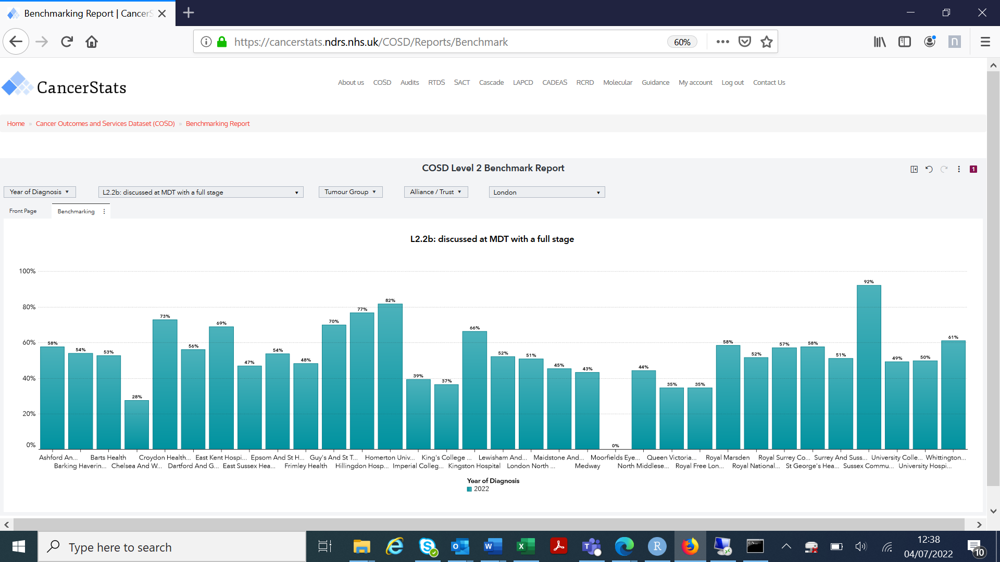 Benchmarking Report | CancerS
https://cancerstats.ndrs.nhs.uk/COSD/Reports/Benchmark
60%
n
CancerStats
About us COSD Audits RTDS SACT Cascade LAPCD CADEAS RCRD Molecular Guidance My account Log out Contact Us
Home » Cancer Outcomes and Services Dataset (COSD) » Benchmarking Report
COSD Level 2 Benchmark Report
1
Year of Diagnosis
L2.2b: discussed at MDT with a full stage
Tumour Group
Alliance / Trust
London
Front Page
Benchmarking
L2.2b: discussed at MDT with a full stage
100%
80%
60%
40%
20%
0%
58% 54% 53% 28% 73% 56% 69% 47% 54% 48% 70% 77% 82% 39% 37% 66% 52% 51% 45% 43% 0% 44% 35% 35% 58% 52% 57% 58% 51% 92% 49% 50% 61%
Ashford An... Barts Health Croydon Health... East Kent Hospi... Epsom And St H... Guy's And St T... Homerton Univ... King's College ... Lewisham And... Maidstone And... Moorfields Eye... Queen Victoria... Royal Marsden Royal Surrey Co... Surrey And Suss... University Colle... Whittington...
Barking Haverin... Chelsea And W... Dartford And G... East Sussex Hea... Frimley Health Hillingdon Hosp... Imperial Colleg... Kingston Hospital London North ... Medway North Middlese... Royal Free Lon... Royal National... St George's Hea... Sussex Commu... University Hospi...
Year of Diagnosis
2022
Type here to search
12:38
04/07/2022
10